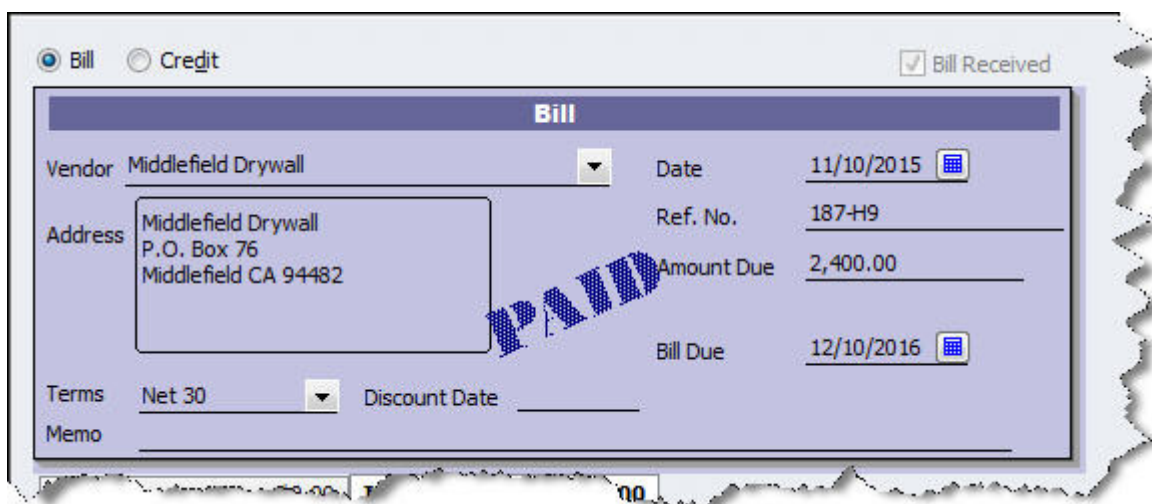 Bill Credit Bill Received
Bill
Vendor Middlefield Drywall Date 11/10/2015
Address Middlefield Drywall Ref. No. 187-H9
P.O. Box 76
Middlefield CA 94482 Amount Due 2,400.00
PAID
Bill Due 12/10/2016
Terms Net 30 Discount Date
Memo